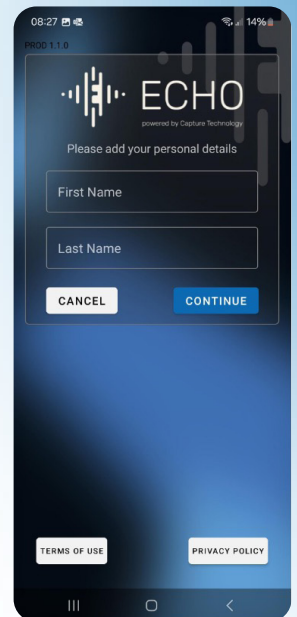 08:27 14%
PROD 1.1.0
ECHO
powered by Capture Technology
Please add your personal details
First Name
Last Name
CANCEL CONTINUE
TERMS OF USE PRIVACY POLICY